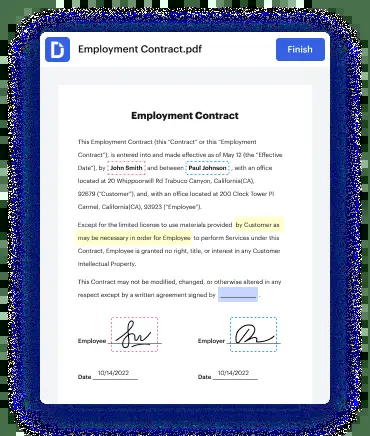 Employment Contract.pdf
Finish
Employment Contract
This Employment Contract (this "Contract" or this "Employment
Contract"), is entered into and made effective as of May 12 (the "Effective
Date"), by John Smith and between Paul Johnson, with an office
located at 20 Whippoorwill Rd Trabuco Canyon, California(CA),
92679 ("Customer"), and, with an office located at 200 Clock Tower Pl
Carmel, California(CA), 93923 ("Employee").
Except for the limited license to use materials provided by Customer as
may be necessary in order for Employee to perform Services under this
Contract, Employee is granted no right, title, or interest in any Customer
Intellectual Property.
This Contract may not be modified, changed, or otherwise altered in any
respect except by a written agreement signed by ____________ .
Employee Employer
Date 10/14/2022 Date 10/14/2022